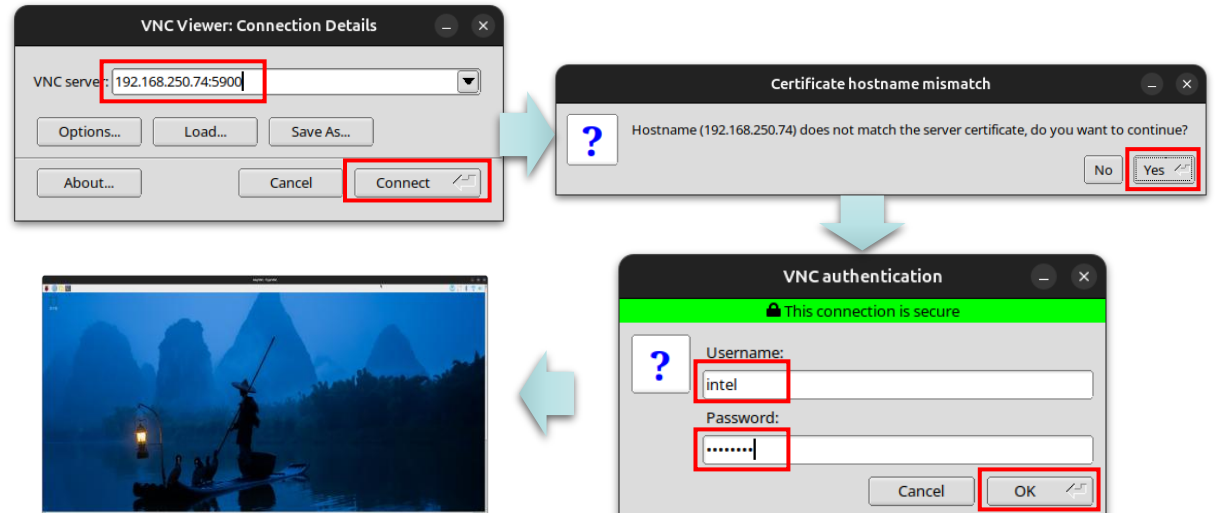 VNC Viewer: Connection Details
VNC server: 192.168.250.74:5900
Options... Load... Save As...
About... Cancel Connect
Certificate hostname mismatch
? Hostname (192.168.250.74) does not match the server certificate, do you want to continue?
No Yes
VNC authentication
This connection is secure
?
Username:
intel
Password:
••••••••
Cancel OK